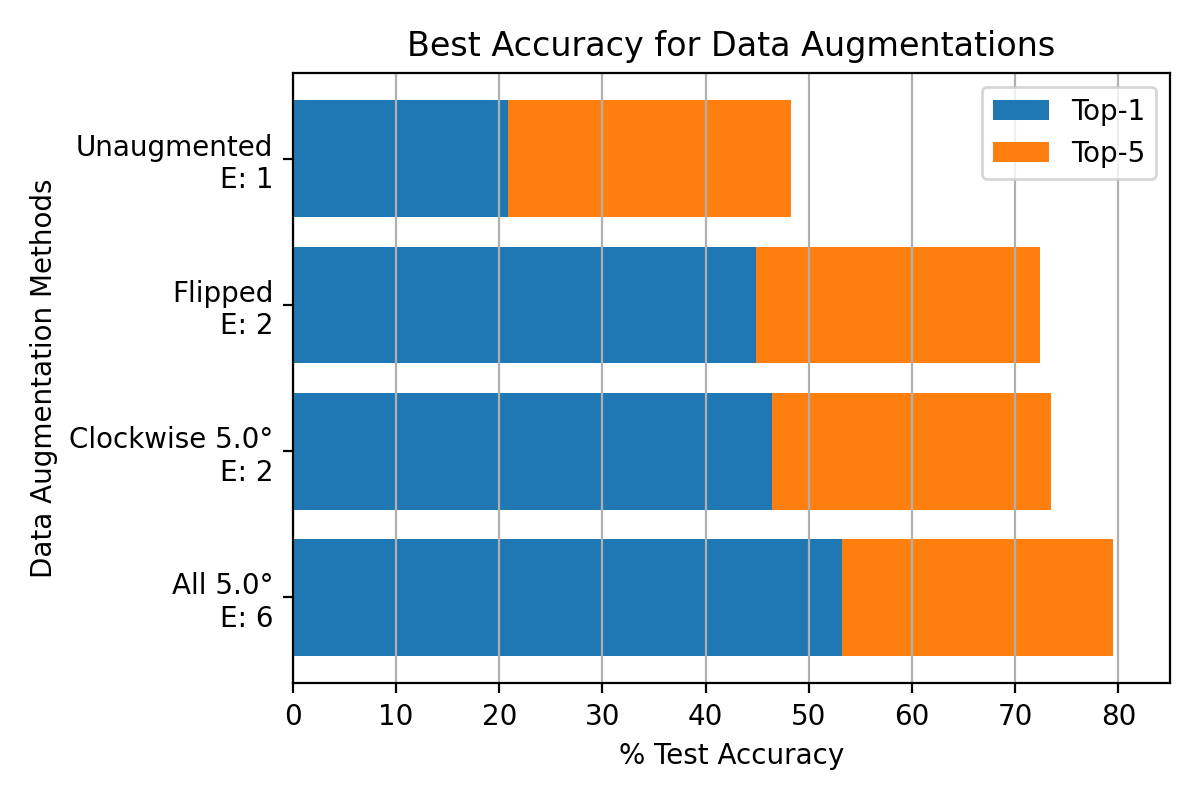 Best Accuracy for Data Augmentations
Top-1
Top-5
Data Augmentation Methods
Unaugmented
E: 1
Flipped
E: 2
Clockwise 5.0°
E: 2
All 5.0°
E: 6
0 10 20 30 40 50 60 70 80
% Test Accuracy